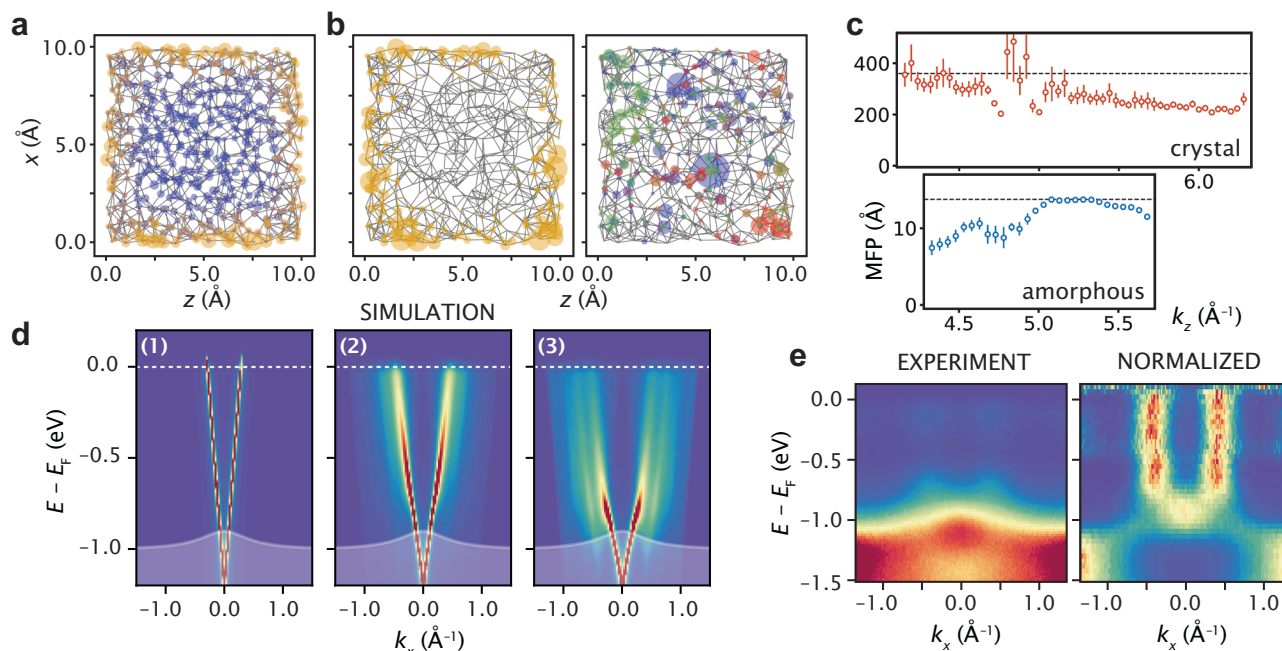 a
10.0
5.0
0.0
x (Å)
0.0
5.0
10.0
z (Å)
b
0.0
5.0
10.0
z (Å)
0.0
5.0
10.0
c
400
200
0
crystal
6.0
MFP (Å)
10
0
amorphous
4.5
5.0
5.5
k_z (Å⁻¹)
SIMULATION
d
(1)
(2)
(3)
0.0
−0.5
−1.0
E − E_F (eV)
−1.0
0.0
1.0
−1.0
0.0
1.0
−1.0
0.0
1.0
k_x (Å⁻¹)
e
EXPERIMENT
NORMALIZED
0.0
−0.5
−1.0
−1.5
E − E_F (eV)
−1.0
0.0
1.0
−1.0
0.0
1.0
k_x (Å⁻¹)
k_x (Å⁻¹)